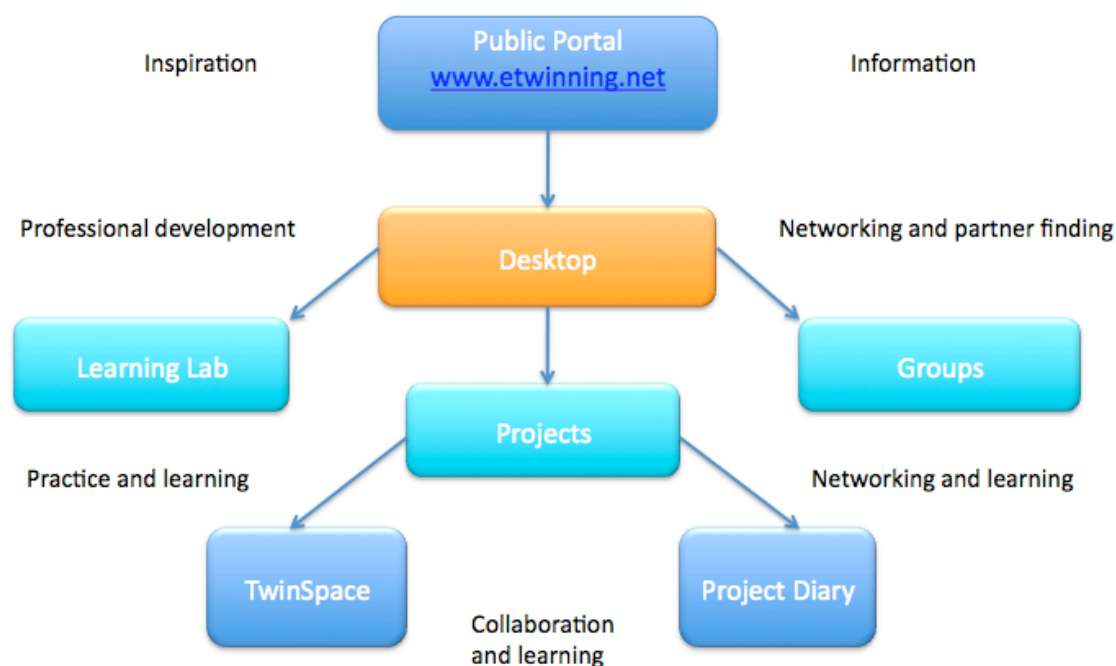 Public Portal
Inspiration
www.etwinning.net
Information
Professional development
Networking and partner finding
Desktop
Learning Lab
Groups
Projects
Practice and learning
Networking and learning
TwinSpace
Project Diary
Collaboration
and learning